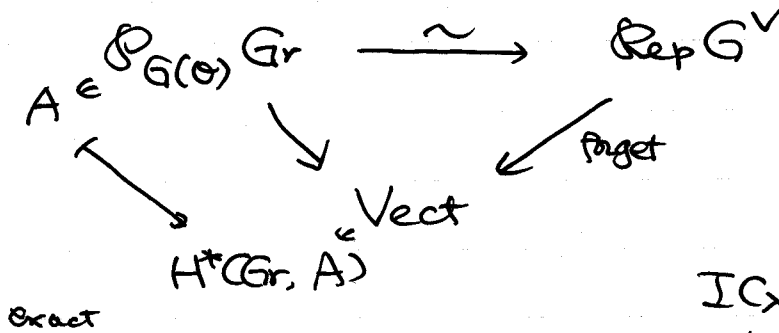 P_{G(O)} Gr ⟶^{∼} Rep G^∨
A ∈
forget
Vect
H*(Gr, A) ∈
IC
exact